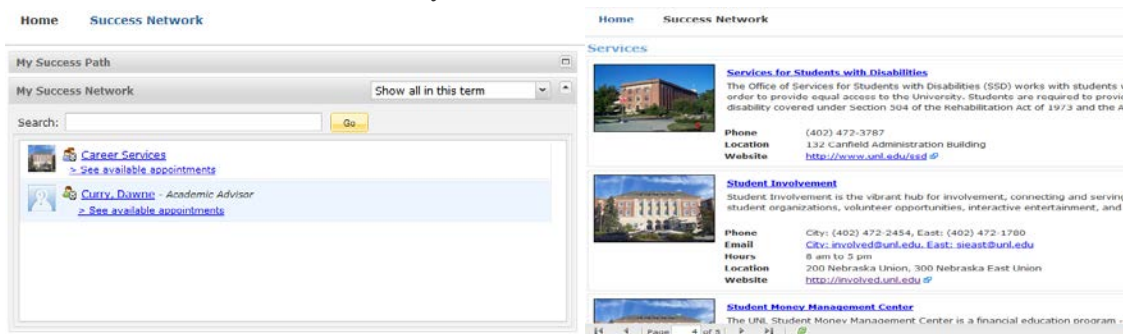 Home Success Network
My Success Path
My Success Network Show all in this term
Search: Go
Career Services
> See available appointments
Curry, Dawne - Academic Advisor
> See available appointments
Home Success Network
Services
Services for Students with Disabilities
The Office of Services for Students with Disabilities (SSD) works with students
order to provide equal access to the University. Students are required to provi
disability covered under Section 504 of the Rehabilitation Act of 1973 and the A
Phone (402) 472-3787
Location 132 Canfield Administration Building
Website http://www.unl.edu/ssd
Student Involvement
Student Involvement is the vibrant hub for involvement, connecting and serving
student organizations, volunteer opportunities, interactive entertainment, and
Phone City: (402) 472-2454, East: (402) 472-1780
Email City: involved@unl.edu, East: sieast@unl.edu
Hours 8 am to 5 pm
Location 200 Nebraska Union, 300 Nebraska East Union
Website http://involved.unl.edu
Student Money Management Center
The UNL Student Money Management Center is a financial education program -
Page 4 of 5